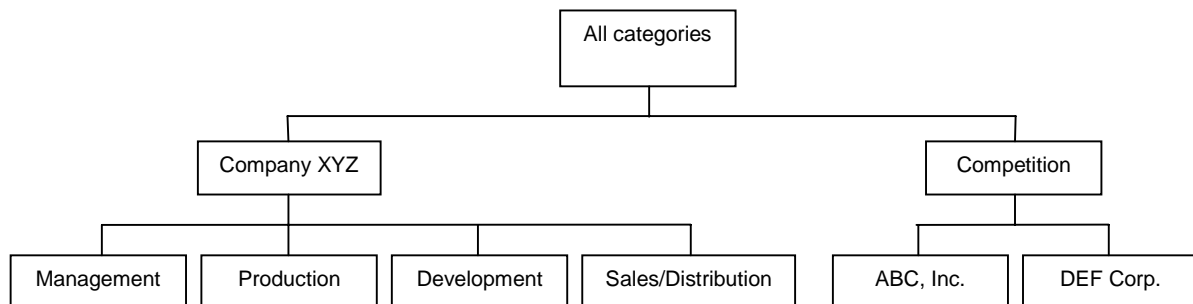 All categories
Company XYZ
Competition
Management
Production
Development
Sales/Distribution
ABC, Inc.
DEF Corp.